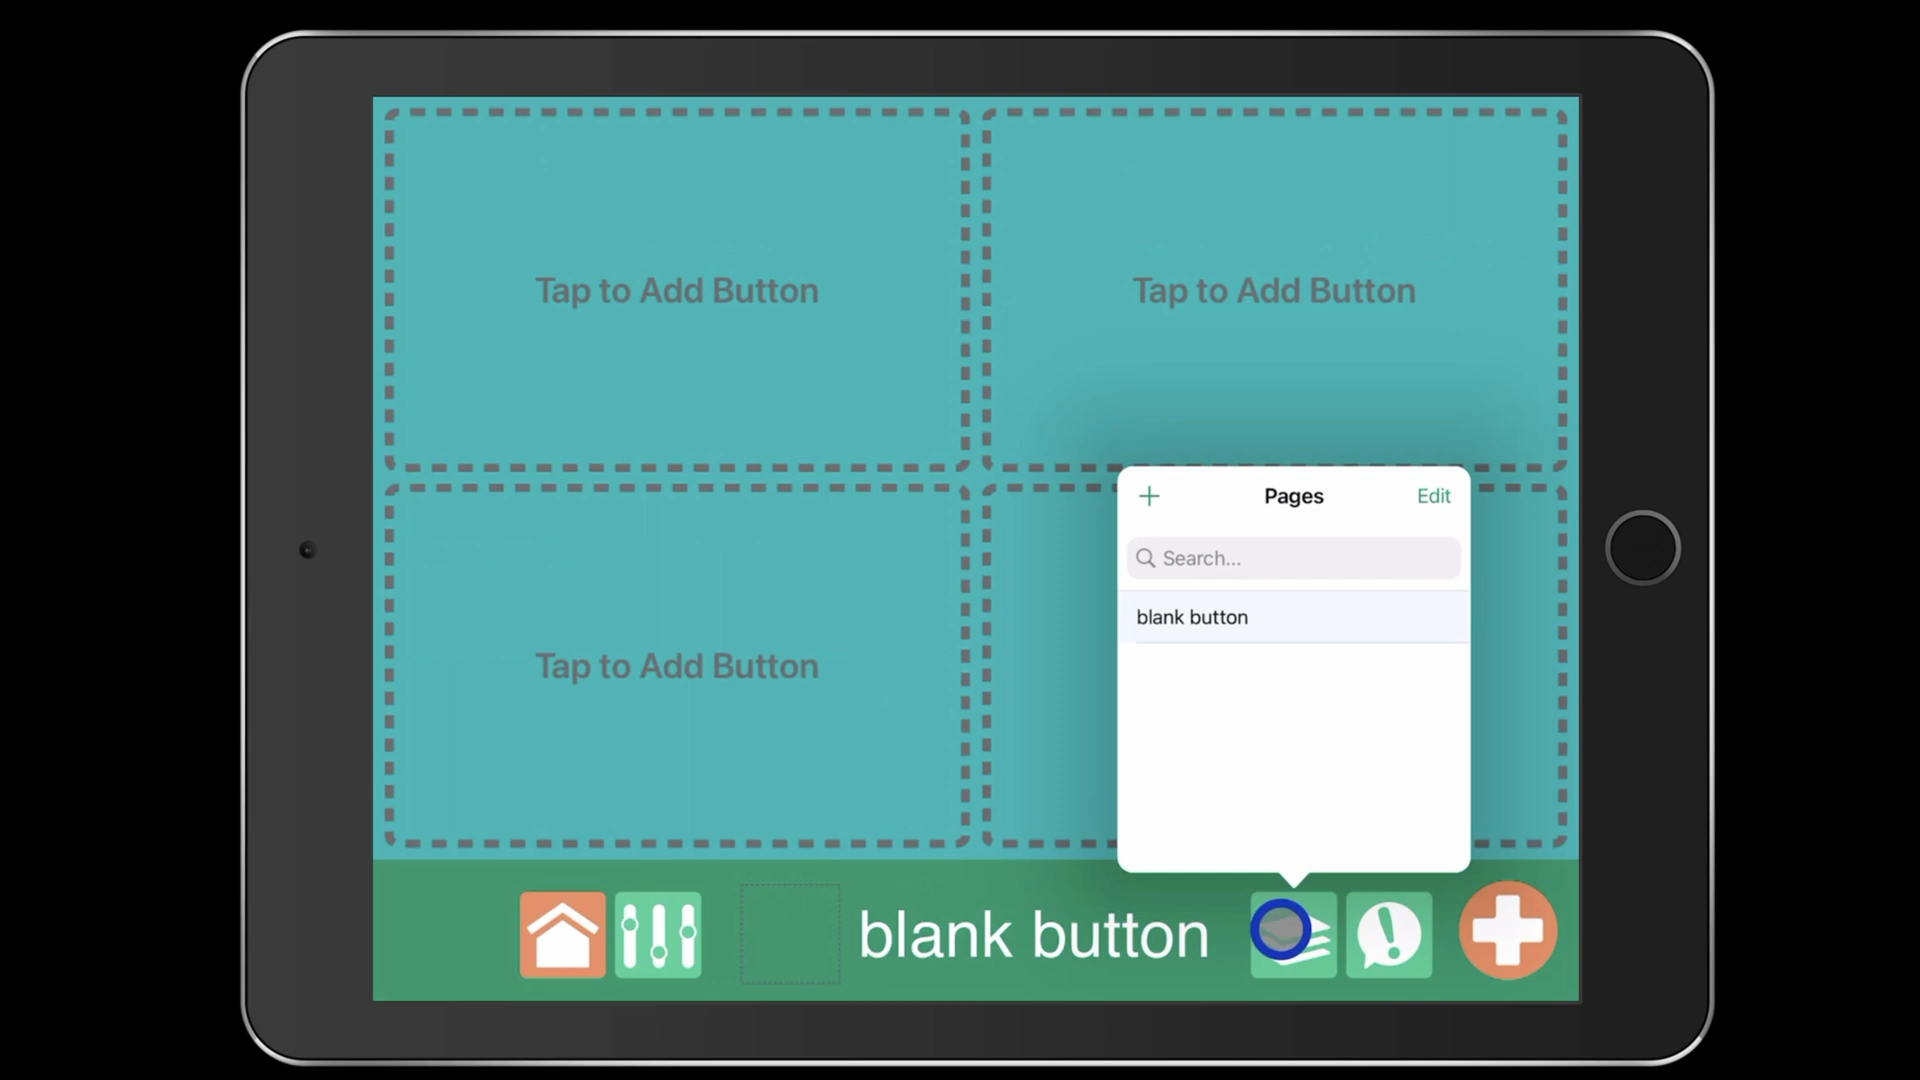 Tap to Add Button
Tap to Add Button
Tap to Add Button
Pages
Edit
Search...
blank button
blank button